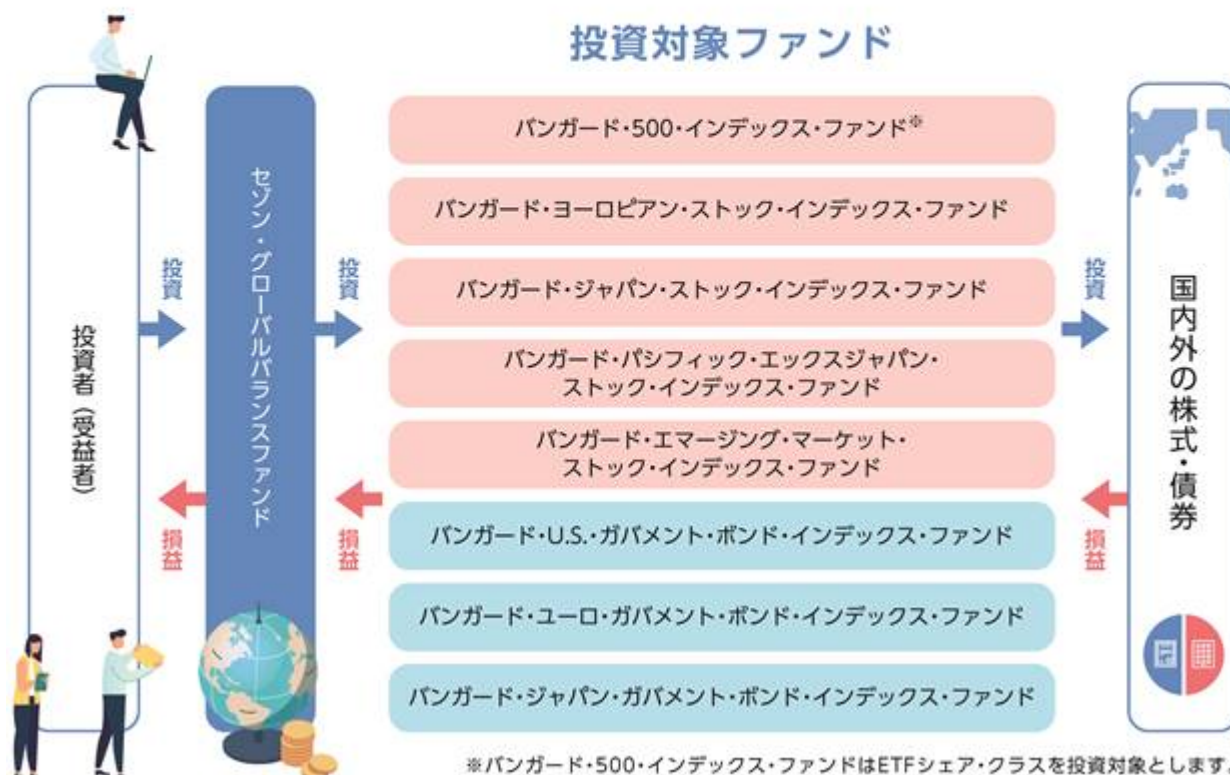 投資対象ファンド
投資者（受益者）
投資
損益
セゾン・グローバルバランスファンド
投資
損益
バンガード・500・インデックス・ファンド※
バンガード・ヨーロピアン・ストック・インデックス・ファンド
バンガード・ジャパン・ストック・インデックス・ファンド
バンガード・パシフィック・エックスジャパン・
ストック・インデックス・ファンド
バンガード・エマージング・マーケット・
ストック・インデックス・ファンド
バンガード・U.S.・ガバメント・ボンド・インデックス・ファンド
バンガード・ユーロ・ガバメント・ボンド・インデックス・ファンド
バンガード・ジャパン・ガバメント・ボンド・インデックス・ファンド
投資
損益
国内外の株式・債券
※バンガード・500・インデックス・ファンドはETFシェア・クラスを投資対象とします。